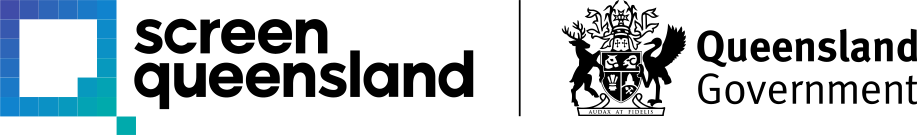 screen
queensland
Queensland
Government
AUDAX AT FIDELIS